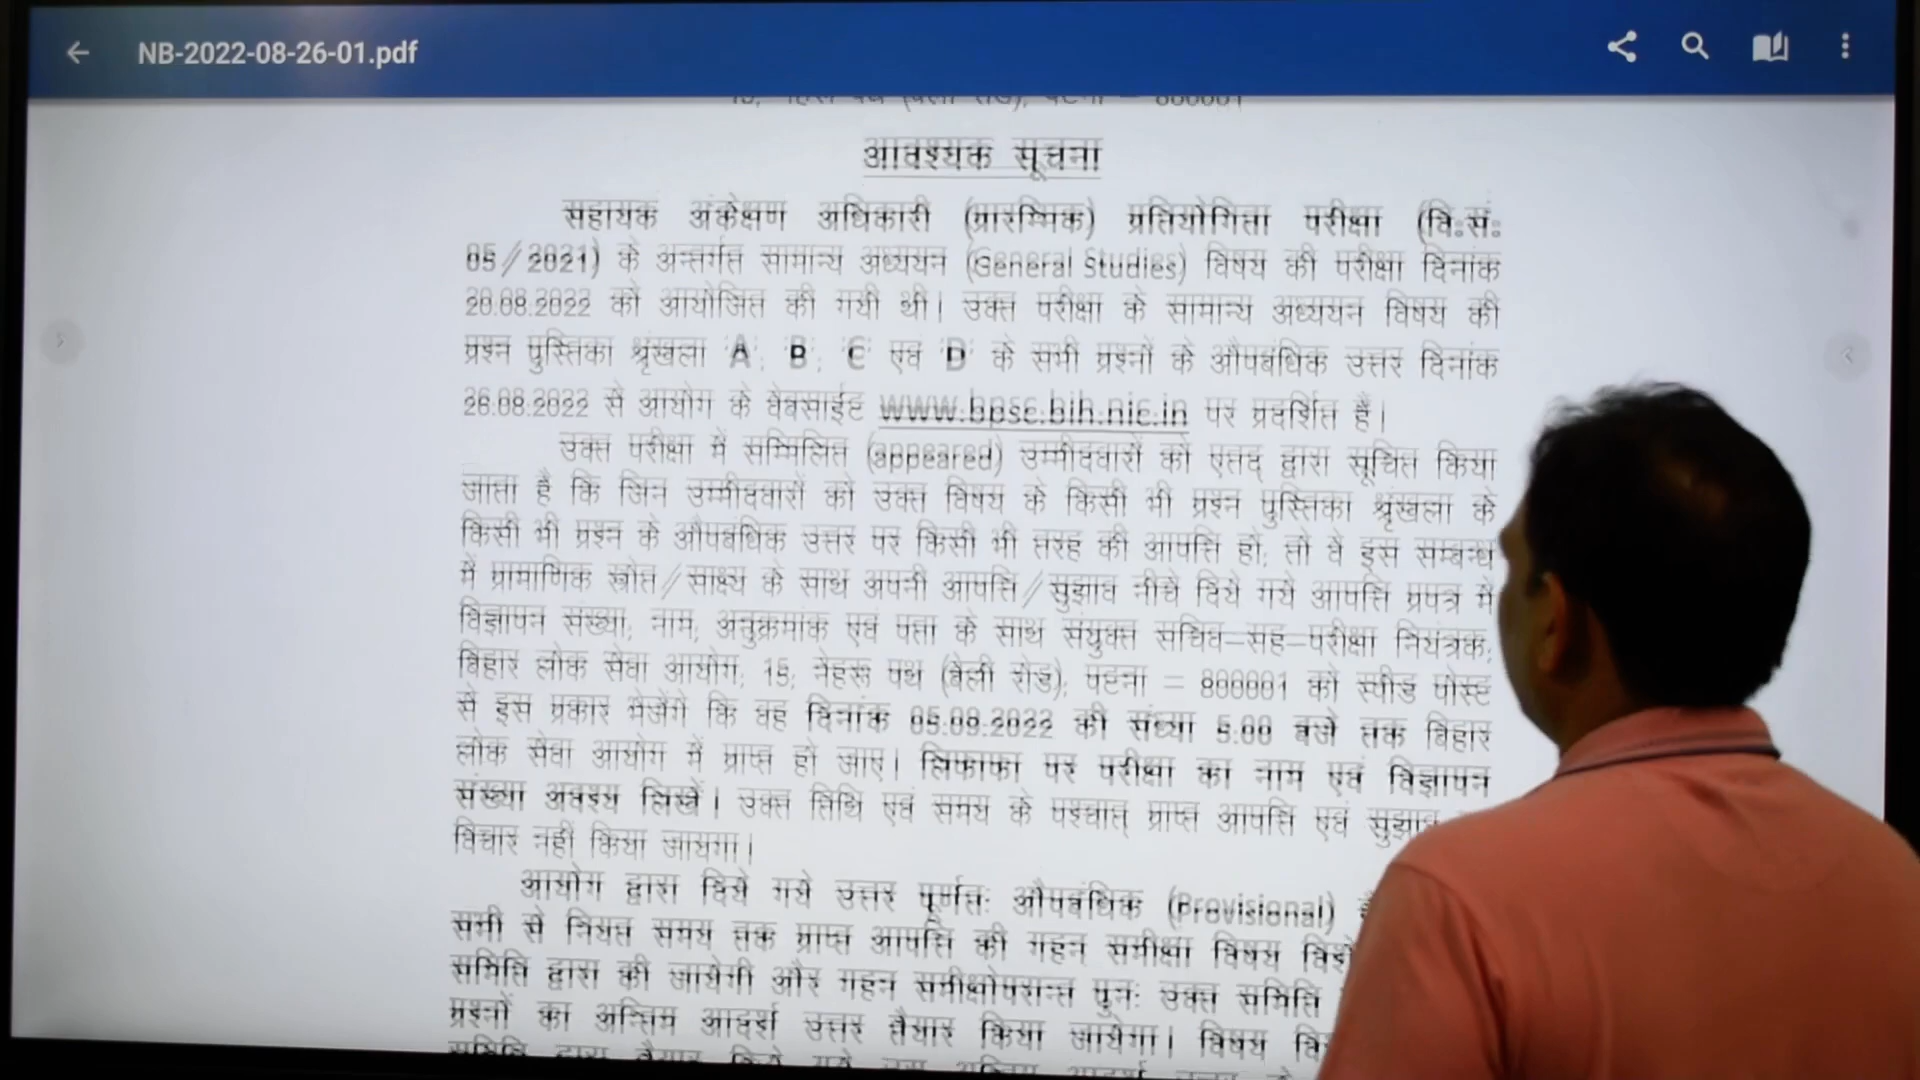 NB-2022-08-26-01.pdf
आवश्यक सूचना
सहायक अंकेक्षण अधिकारी (प्रारम्भिक) प्रतियोगिता परीक्षा (वि.सं.
05/2021) के अन्तर्गत सामान्य अध्ययन (General Studies) विषय की परीक्षा दिनांक
20.08.2022 को आयोजित की गयी थी। उक्त परीक्षा के सामान्य अध्ययन विषय की
प्रश्न पुस्तिका श्रृंखला 'A', 'B', 'C' एवं 'D' के सभी प्रश्नों के औपबंधिक उत्तर दिनांक
26.08.2022 से आयोग के वेबसाईट www.bpsc.bih.nic.in पर प्रदर्शित है।
उक्त परीक्षा में सम्मिलित (appeared) उम्मीदवारों को एतद् द्वारा सूचित किया
जाता है कि जिन उम्मीदवारों को उक्त विषय के किसी भी प्रश्न पुस्तिका श्रृंखला के
किसी भी प्रश्न के औपबंधिक उत्तर पर किसी भी तरह की आपत्ति हो, तो वे इस सम्बन्ध
में प्रामाणिक स्त्रोत/साक्ष्य के साथ अपनी आपत्ति/सुझाव नीचे दिये गये आपत्ति प्रपत्र में
विज्ञापन संख्या, नाम, अनुक्रमांक एवं पत्ता के साथ संयुक्त सचिव–सह–परीक्षा नियंत्रक,
बिहार लोक सेवा आयोग, 15, नेहरू पथ (बेली रोड), पटना – 800001 को स्पीड पोस्ट
से इस प्रकार भेजेंगे कि वह दिनांक 05.09.2022 की संध्या 5.00 बजे तक बिहार
लोक सेवा आयोग में प्राप्त हो जाए। लिफाफा पर परीक्षा का नाम एवं विज्ञापन
संख्या अवश्य लिखें। उक्त तिथि एवं समय के पश्चात् प्राप्त आपत्ति एवं सुझाव
विचार नहीं किया जायगा।
आयोग द्वारा दिये गये उत्तर पूर्णतः औपबंधिक (Provisional)
सभी से नियत समय तक प्राप्त आपत्ति की गहन समीक्षा विषय
समिति द्वारा की जायेगी और गहन समीक्षोपरान्त पुनः उक्त समिति
प्रश्नों का अन्तिम आदर्श उत्तर तैयार किया जायेगा। विषय